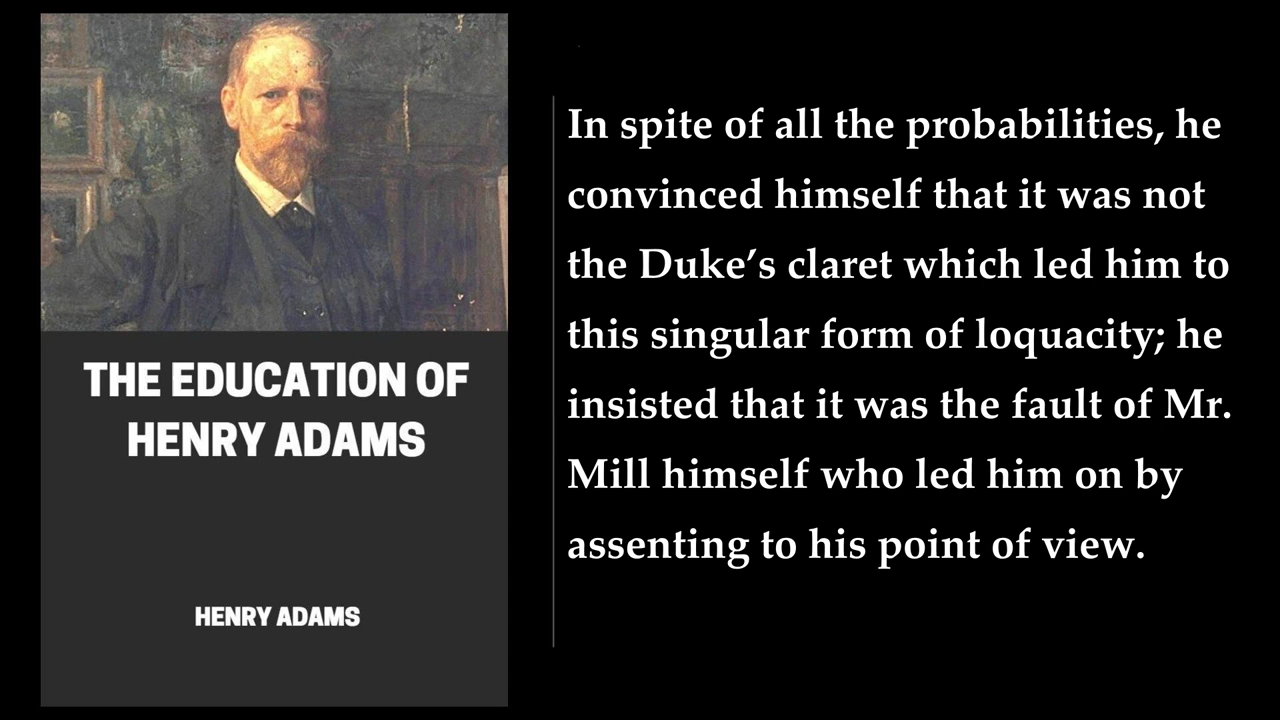 THE EDUCATION OF
HENRY ADAMS
HENRY ADAMS
In spite of all the probabilities, he
convinced himself that it was not
the Duke’s claret which led him to
this singular form of loquacity; he
insisted that it was the fault of Mr.
Mill himself who led him on by
assenting to his point of view.